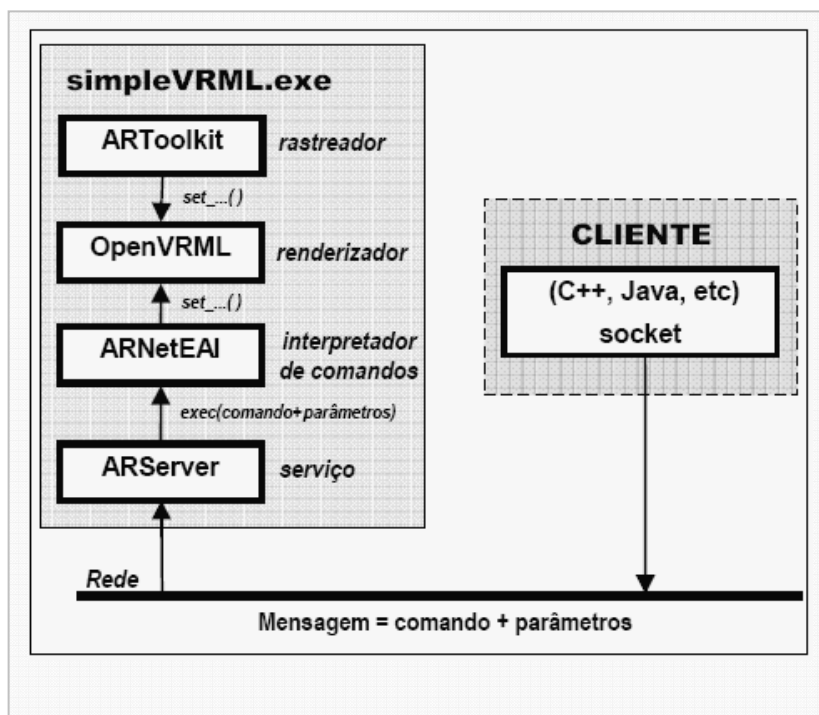 simpleVRML.exe
ARToolkit
rastreador
set_...()
OpenVRML
renderizador
set_...()
ARNetEAI
interpretador
de comandos
exec(comando+parâmetros)
ARServer
serviço
CLIENTE
(C++, Java, etc)
socket
Rede
Mensagem = comando + parâmetros